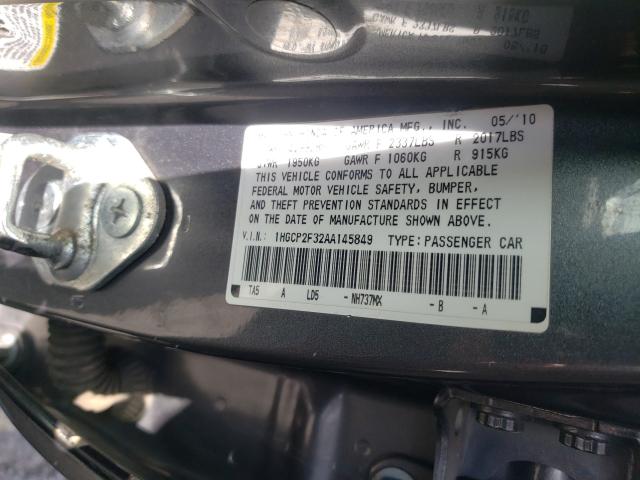 OF AMERICA MFG., INC. 05/'10
GAWR F 2337LBS R 2017LBS
GVWR 1950KG GAWR F 1060KG R 915KG
THIS VEHICLE CONFORMS TO ALL APPLICABLE
FEDERAL MOTOR VEHICLE SAFETY, BUMPER,
AND THEFT PREVENTION STANDARDS IN EFFECT
ON THE DATE OF MANUFACTURE SHOWN ABOVE.
V.I.N.: 1HGCP2F32AA145849 TYPE: PASSENGER CAR
TA5 A LD5 -NH737MX -B -A